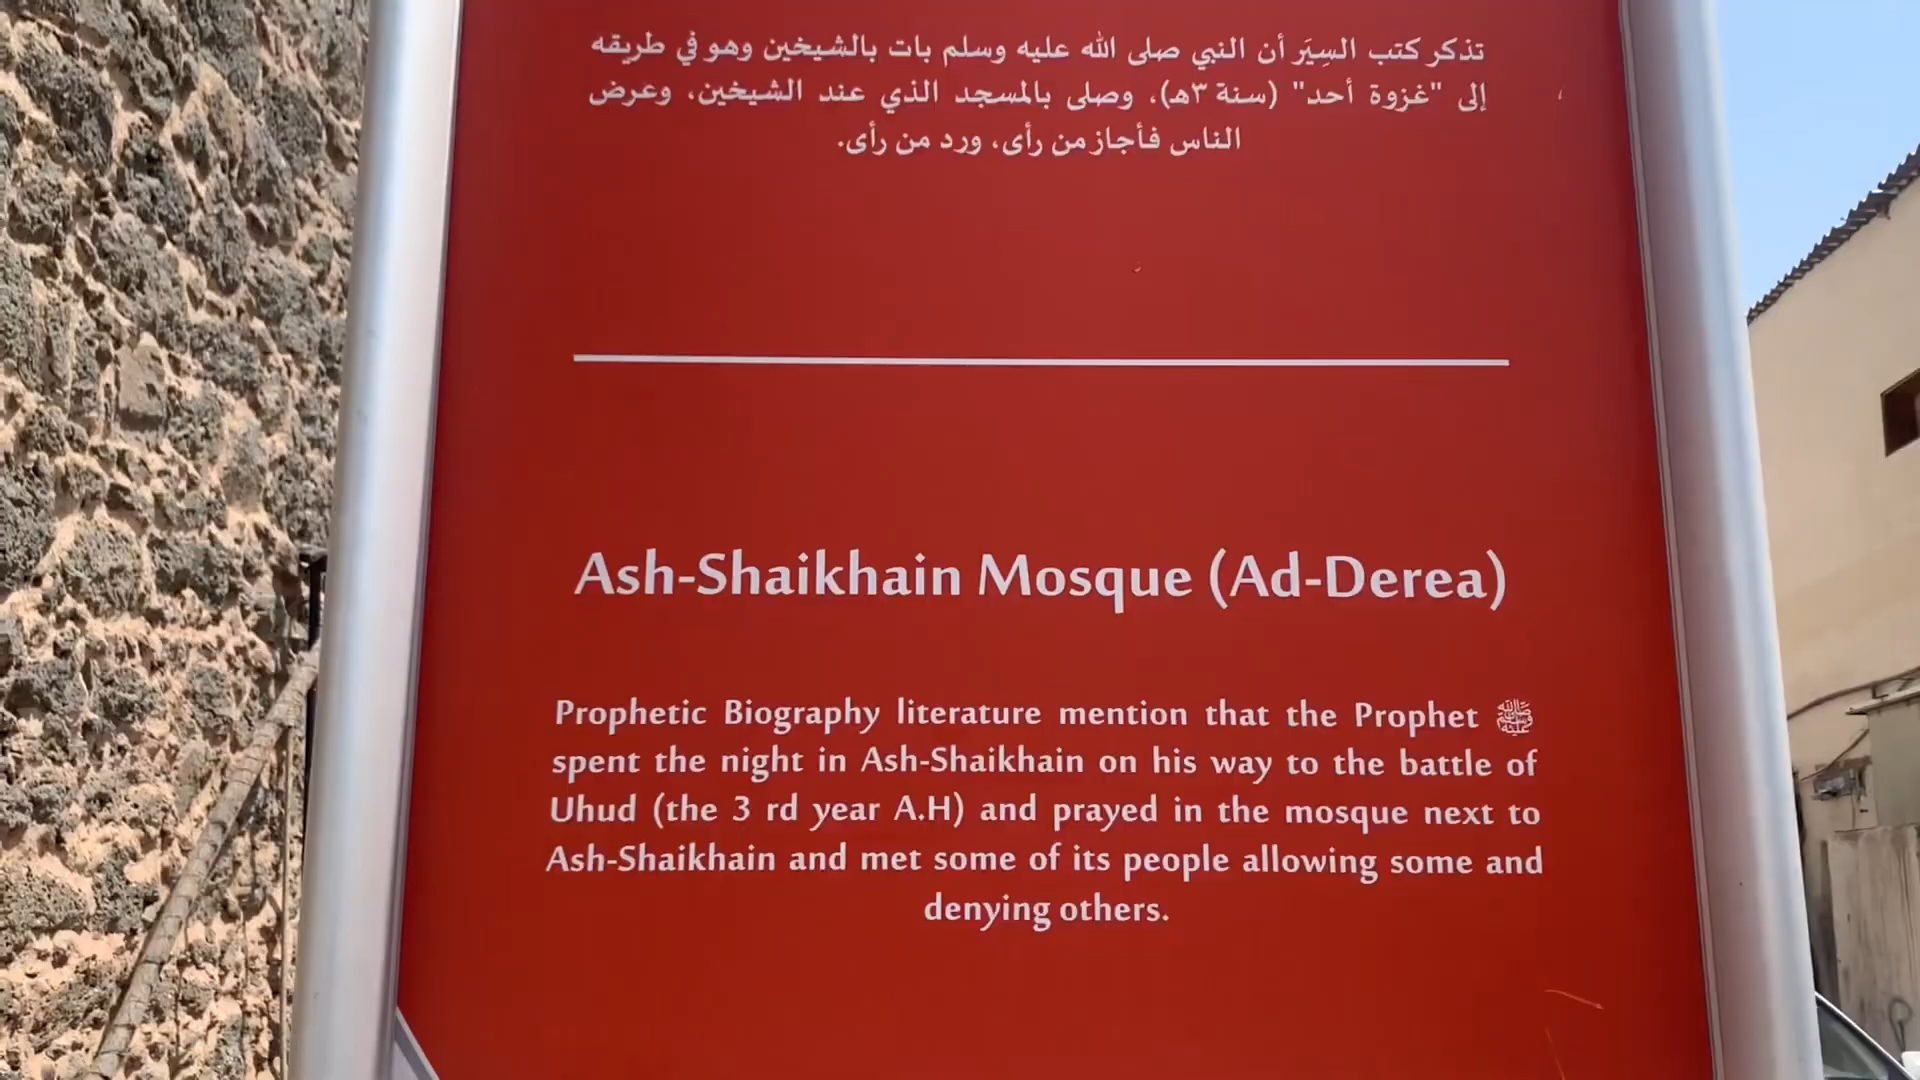 تذكر كتب السِيَر أن النبي صلى الله عليه وسلم بات بالشيخين وهو في طريقه
إلى "غزوة أحد" (سنة ٣هـ)، وصلى بالمسجد الذي عند الشيخين، وعرض
الناس فأجاز من رأى، ورد من رأى.
Ash-Shaikhain Mosque (Ad-Derea)
Prophetic Biography literature mention that the Prophet ﷺ
spent the night in Ash-Shaikhain on his way to the battle of
Uhud (the 3 rd year A.H) and prayed in the mosque next to
Ash-Shaikhain and met some of its people allowing some and
denying others.